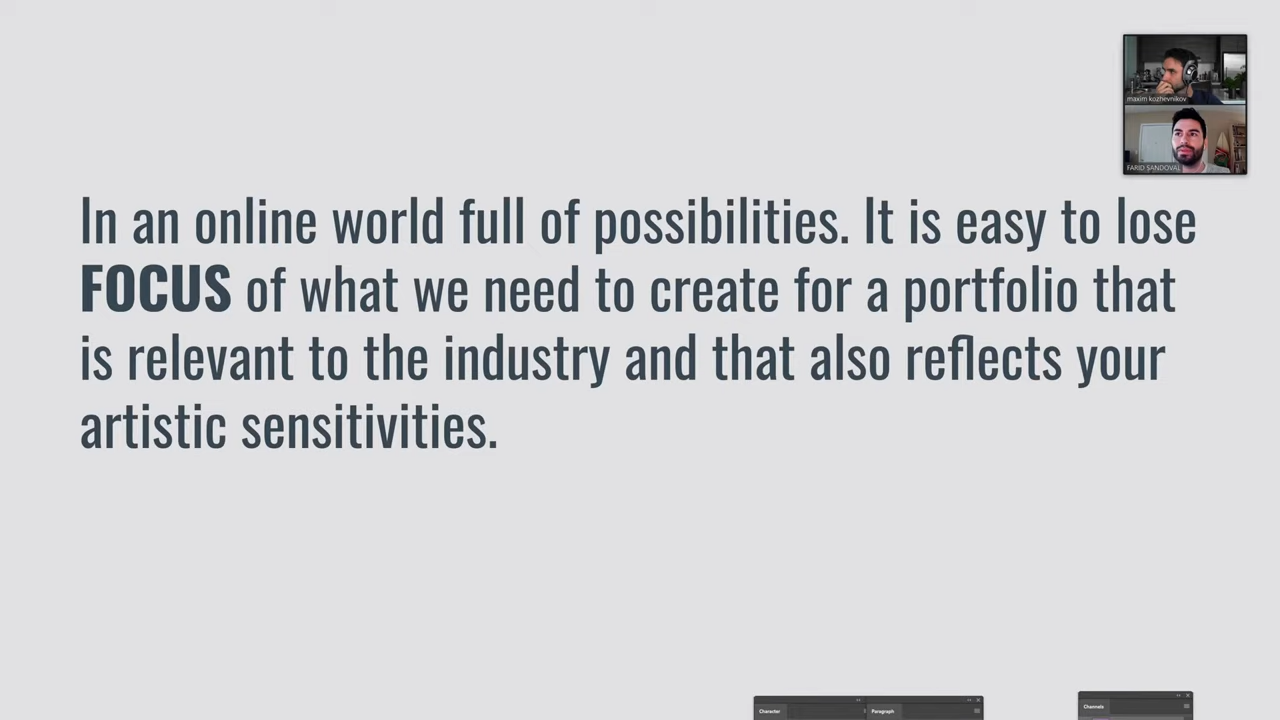 maxim kozhevnikov
FARID SANDOVAL
In an online world full of possibilities. It is easy to lose
FOCUS of what we need to create for a portfolio that
is relevant to the industry and that also reflects your
artistic sensitivities.
Character
Paragraph
Channels